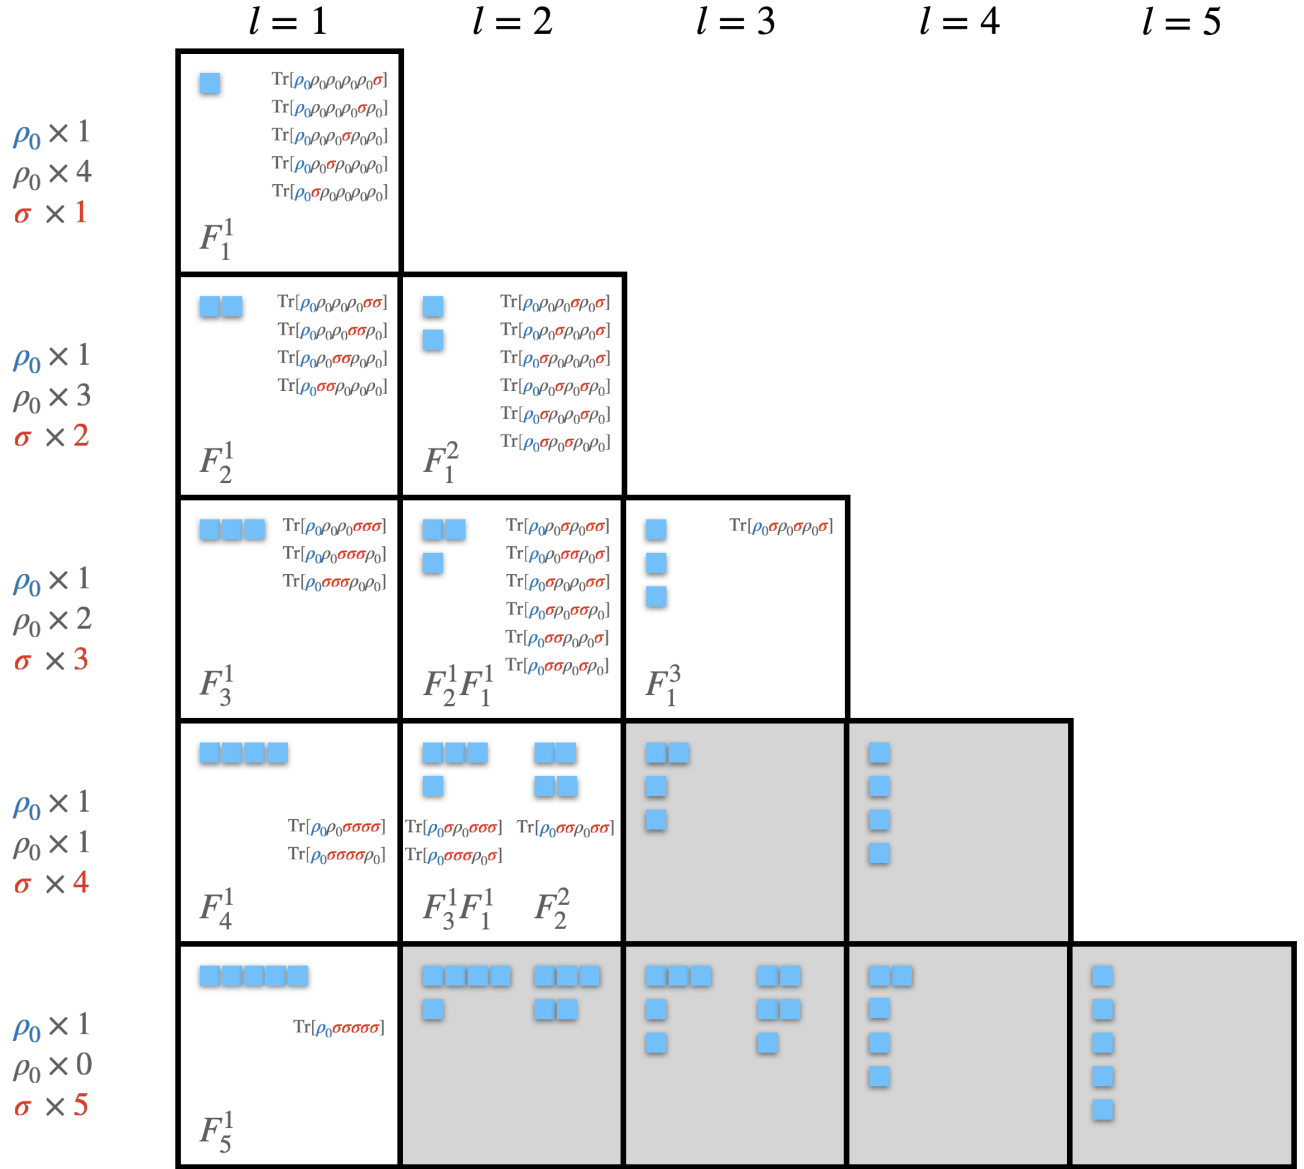 l = 1 l = 2 l = 3 l = 4 l = 5
ρ₀ × 1
ρ₀ × 4
σ × 1
Tr[ρ₀ρ₀ρ₀ρ₀ρ₀σ]
Tr[ρ₀ρ₀ρ₀ρ₀σρ₀]
Tr[ρ₀ρ₀ρ₀σρ₀ρ₀]
Tr[ρ₀ρ₀σρ₀ρ₀ρ₀]
Tr[ρ₀σρ₀ρ₀ρ₀ρ₀]
F₁¹
ρ₀ × 1
ρ₀ × 3
σ × 2
Tr[ρ₀ρ₀ρ₀ρ₀σσ]
Tr[ρ₀ρ₀ρ₀σσρ₀]
Tr[ρ₀ρ₀σσρ₀ρ₀]
Tr[ρ₀σσρ₀ρ₀ρ₀]
F₂¹
Tr[ρ₀ρ₀ρ₀σρ₀σ]
Tr[ρ₀ρ₀σρ₀ρ₀σ]
Tr[ρ₀σρ₀ρ₀ρ₀σ]
Tr[ρ₀ρ₀σρ₀σρ₀]
Tr[ρ₀σρ₀ρ₀σρ₀]
Tr[ρ₀σρ₀σρ₀ρ₀]
F₁²
ρ₀ × 1
ρ₀ × 2
σ × 3
Tr[ρ₀ρ₀ρ₀σσσ]
Tr[ρ₀ρ₀σσσρ₀]
Tr[ρ₀σσσρ₀ρ₀]
F₃¹
Tr[ρ₀ρ₀σρ₀σσ]
Tr[ρ₀ρ₀σσρ₀σ]
Tr[ρ₀σρ₀ρ₀σσ]
Tr[ρ₀σρ₀σσρ₀]
Tr[ρ₀σσρ₀ρ₀σ]
Tr[ρ₀σσρ₀σρ₀]
F₂¹F₁¹
Tr[ρ₀σρ₀σρ₀σ]
F₁³
ρ₀ × 1
ρ₀ × 1
σ × 4
Tr[ρ₀ρ₀σσσσ]
Tr[ρ₀σσσσρ₀]
F₄¹
Tr[ρ₀σρ₀σσσ]
Tr[ρ₀σσσρ₀σ]
F₃¹F₁¹
Tr[ρ₀σσρ₀σσ]
F₂²
ρ₀ × 1
ρ₀ × 0
σ × 5
Tr[ρ₀σσσσσ]
F₅¹